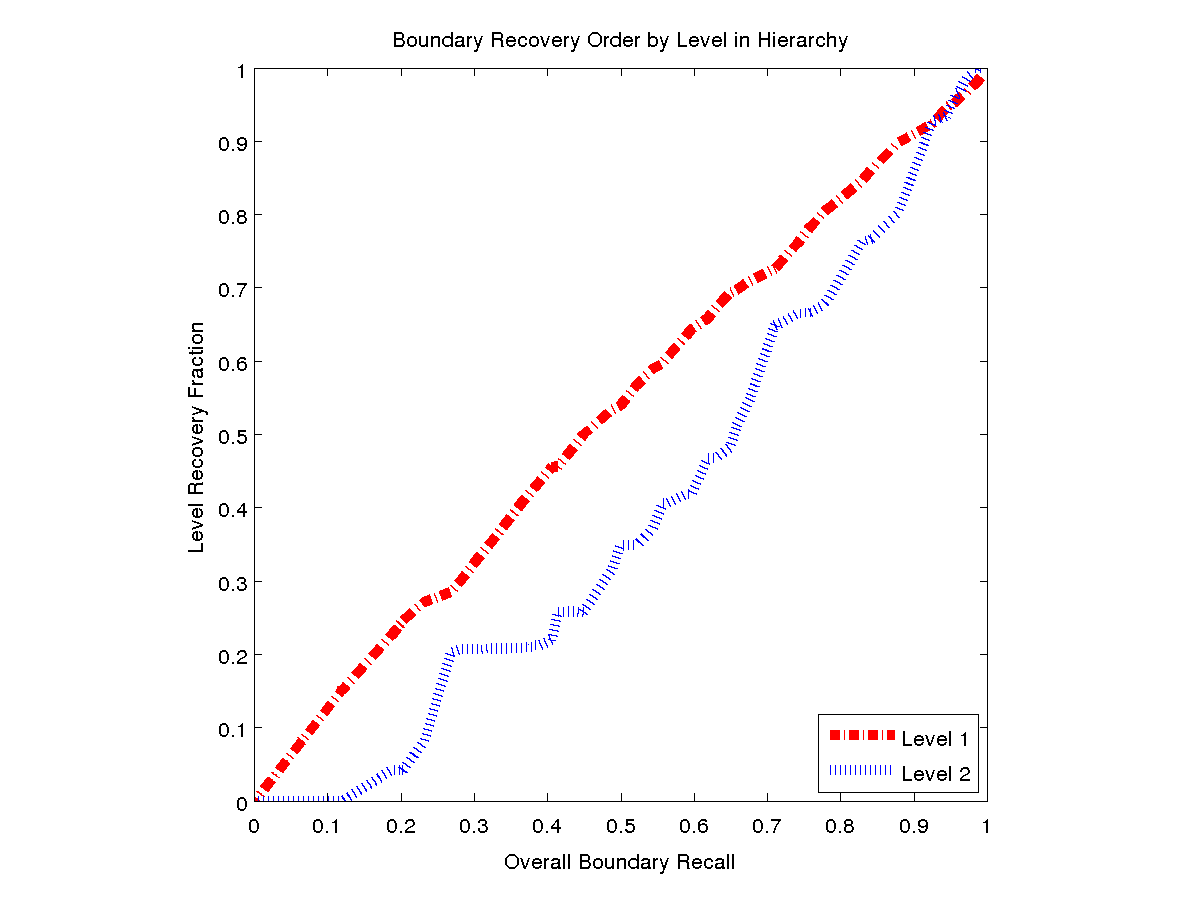 Boundary Recovery Order by Level in Hierarchy
1
0.9
0.8
0.7
0.6
0.5
0.4
0.3
0.2
0.1
0
Level Recovery Fraction
Level 1
Level 2
0 0.1 0.2 0.3 0.4 0.5 0.6 0.7 0.8 0.9 1
Overall Boundary Recall